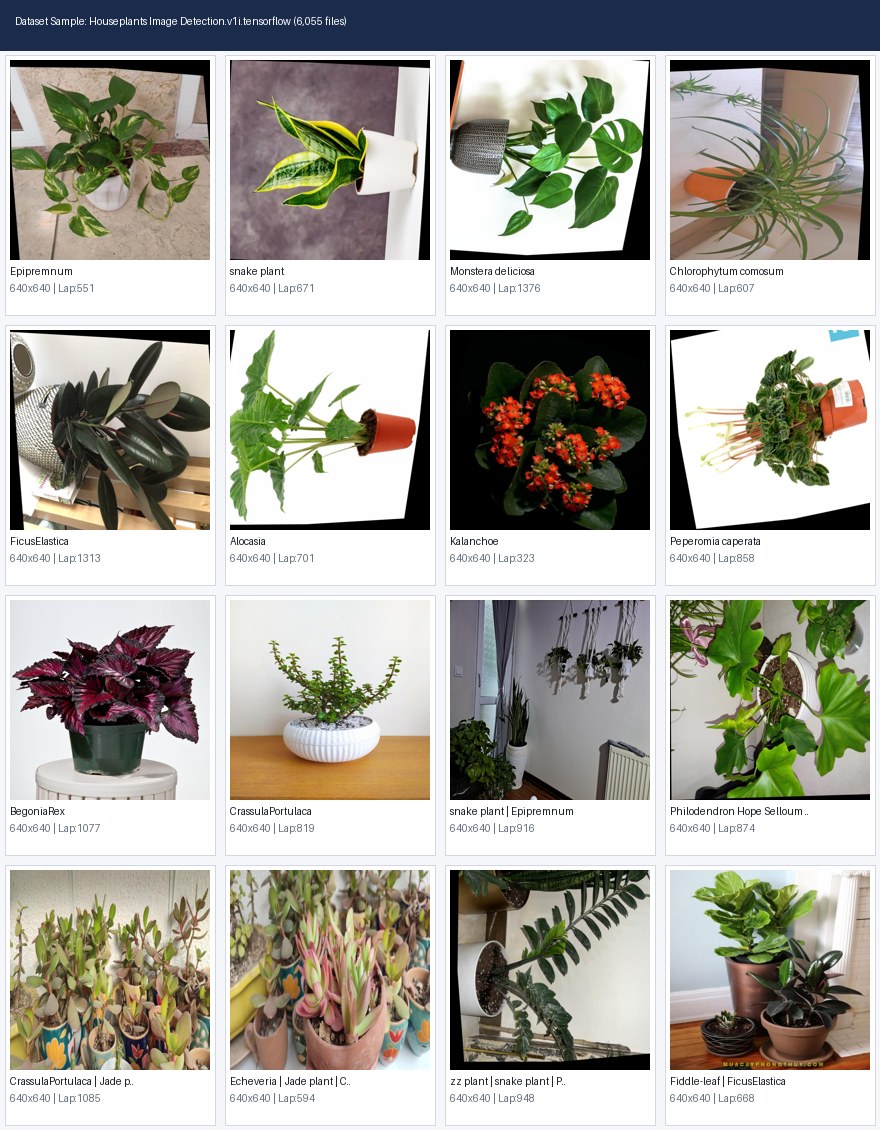 Dataset Sample: Houseplants Image Detection.v1i.tensorflow (6,055 files)
Epipremnum
640x640 | Lap:551
snake plant
640x640 | Lap:671
Monstera deliciosa
640x640 | Lap:1376
Chlorophytum comosum
640x640 | Lap:607
FicusElastica
640x640 | Lap:1313
Alocasia
640x640 | Lap:701
Kalanchoe
640x640 | Lap:323
Peperomia caperata
640x640 | Lap:858
BegoniaRex
640x640 | Lap:1077
CrassulaPortulaca
640x640 | Lap:819
snake plant | Epipremnum
640x640 | Lap:916
Philodendron Hope Selloum ..
640x640 | Lap:874
CrassulaPortulaca | Jade p..
640x640 | Lap:1085
Echeveria | Jade plant | C..
640x640 | Lap:594
zz plant | snake plant | P..
640x640 | Lap:948
MUACAYPHONGTHUY.COM
Fiddle-leaf | FicusElastica
640x640 | Lap:668